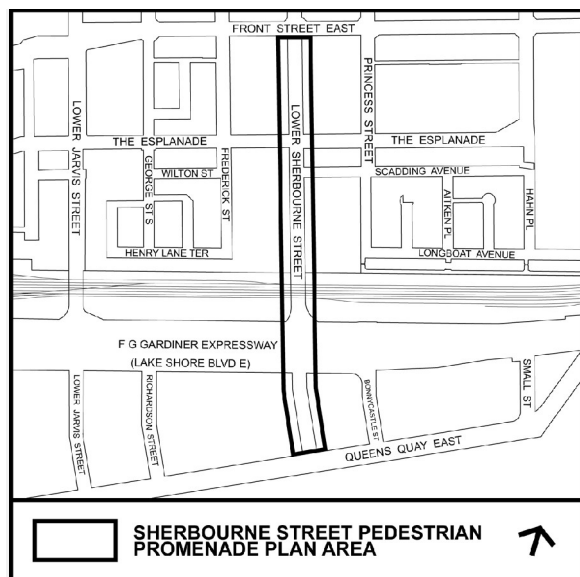 FRONT STREET EAST
LOWER JARVIS STREET
THE ESPLANADE
GEORGE ST S
WILTON ST
FREDERICK ST
HENRY LANE TER
LOWER SHERBOURNE STREET
PRINCESS STREET
THE ESPLANADE
SCADDING AVENUE
AITKEN PL
HAHN PL
LONGBOAT AVENUE
F G GARDINER EXPRESSWAY
(LAKE SHORE BLVD E)
LOWER JARVIS STREET
RICHARDSON STREET
BONNYCASTLE ST
SMALL ST
QUEENS QUAY EAST
SHERBOURNE STREET PEDESTRIAN
PROMENADE PLAN AREA